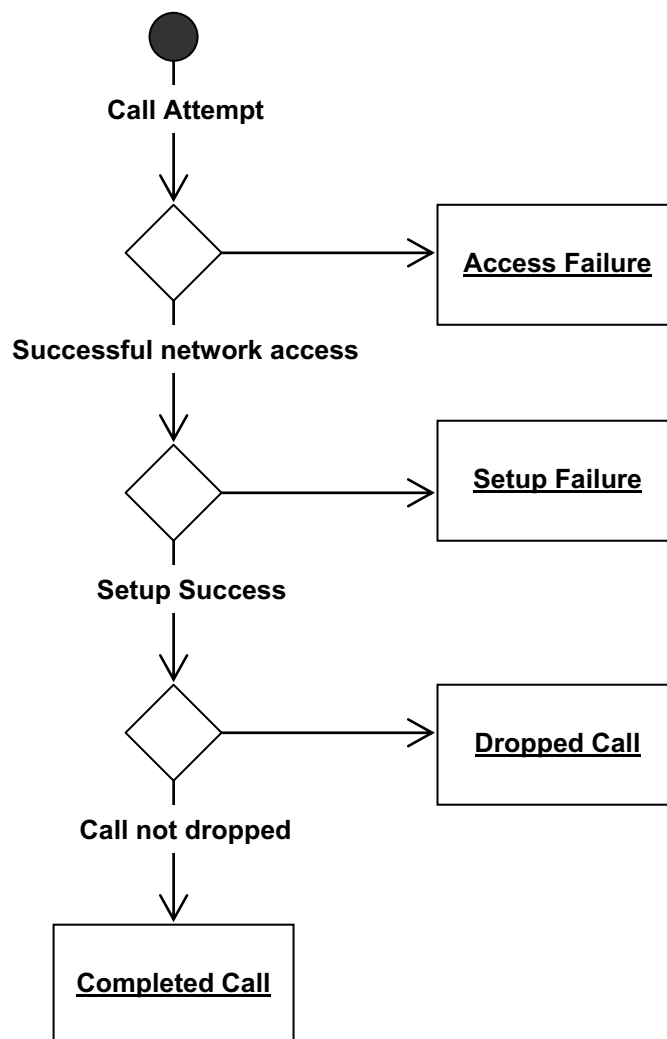 Call Attempt
Access Failure
Successful network access
Setup Failure
Setup Success
Dropped Call
Call not dropped
Completed Call